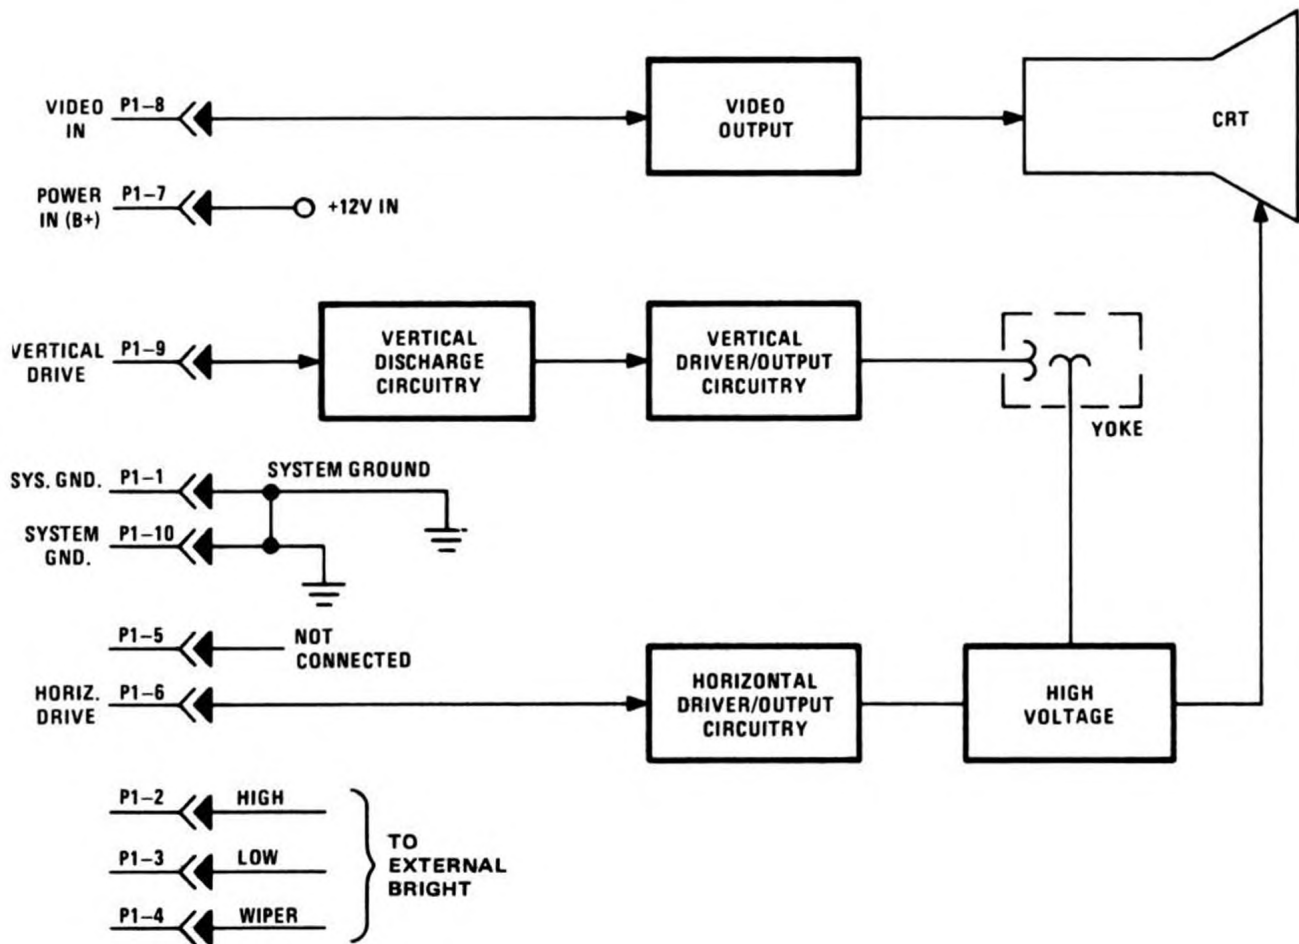 VIDEO
IN
P1-8
VIDEO
OUTPUT
CRT
POWER
IN (B+)
P1-7
+12V IN
VERTICAL
DRIVE
P1-9
VERTICAL
DISCHARGE
CIRCUITRY
VERTICAL
DRIVER/OUTPUT
CIRCUITRY
YOKE
SYS. GND.
P1-1
SYSTEM GROUND
SYSTEM
GND.
P1-10
P1-5
NOT
CONNECTED
HORIZ.
DRIVE
P1-6
HORIZONTAL
DRIVER/OUTPUT
CIRCUITRY
HIGH
VOLTAGE
P1-2
HIGH
P1-3
LOW
P1-4
WIPER
TO
EXTERNAL
BRIGHT